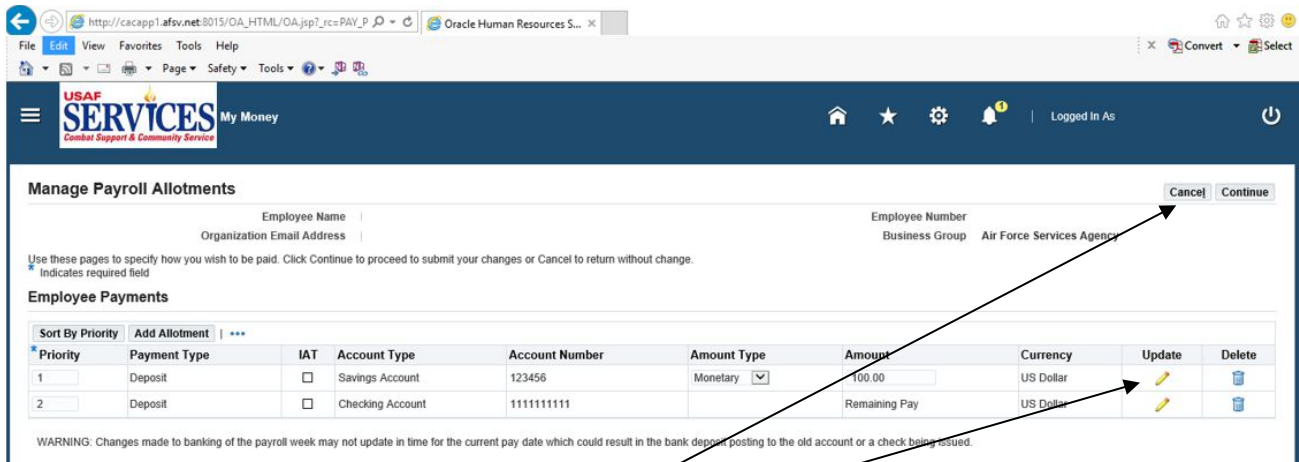 http://cacapp1.afsv.net:8015/OA_HTML/OA.jsp?_rc=PAY_P
Oracle Human Resources S...
File Edit View Favorites Tools Help
Convert Select
Page Safety Tools
USAF
SERVICES
Combat Support & Community Service
My Money
1
Logged In As
Manage Payroll Allotments
Cancel Continue
Employee Name Employee Number
Organization Email Address Business Group Air Force Services Agency
Use these pages to specify how you wish to be paid. Click Continue to proceed to submit your changes or Cancel to return without change.
* Indicates required field
Employee Payments
Sort By Priority Add Allotment | •••
* Priority Payment Type IAT Account Type Account Number Amount Type Amount Currency Update Delete
1 Deposit Savings Account 123456 Monetary 100.00 US Dollar
2 Deposit Checking Account 1111111111 Remaining Pay US Dollar
WARNING: Changes made to banking of the payroll week may not update in time for the current pay date which could result in the bank deposit posting to the old account or a check being issued.